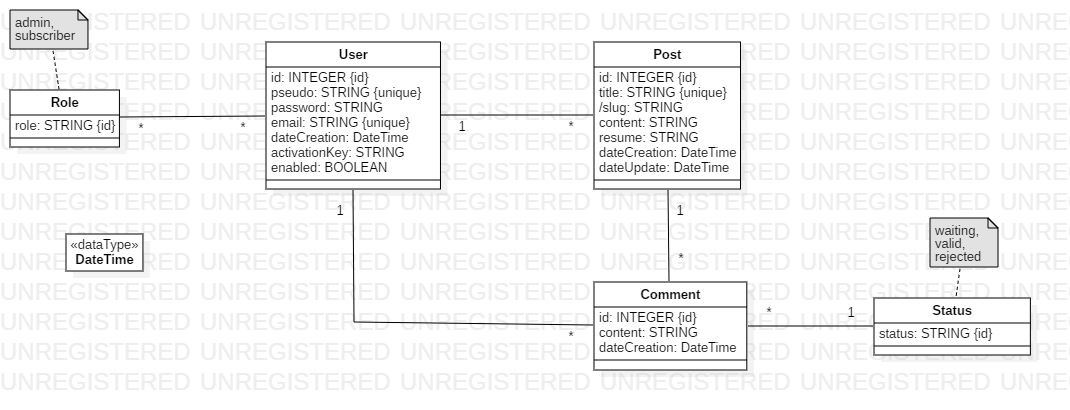 admin,
subscriber
Role
role: STRING {id}
*
*
User
id: INTEGER {id}
pseudo: STRING {unique}
password: STRING
email: STRING {unique}
dateCreation: DateTime
activationKey: STRING
enabled: BOOLEAN
1
*
Post
id: INTEGER {id}
title: STRING {unique}
/slug: STRING
content: STRING
resume: STRING
dateCreation: DateTime
dateUpdate: DateTime
1
1
*
«dataType»
DateTime
waiting,
valid,
rejected
Comment
id: INTEGER {id}
content: STRING
dateCreation: DateTime
*
*
1
Status
status: STRING {id}
UNREGISTERED UNREGISTERED UNREGISTERED UNREGISTERED UNREGISTERED UNRE